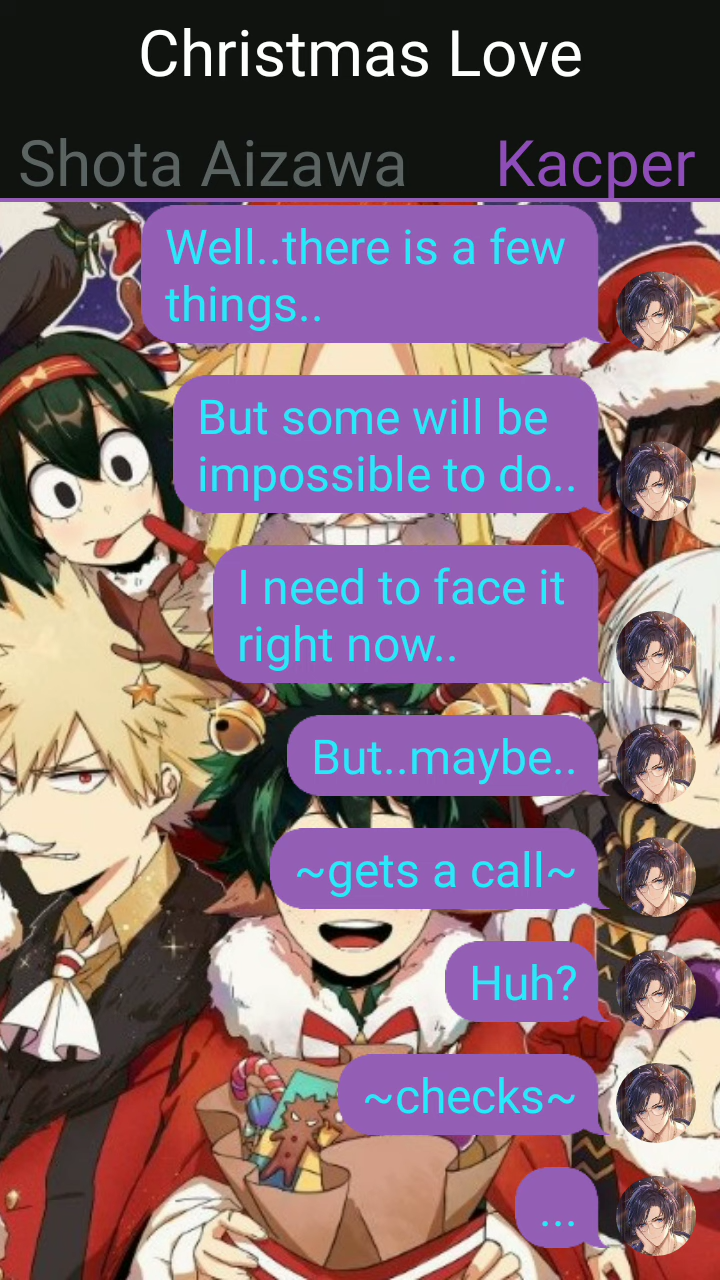 Christmas Love
Shota Aizawa
Kacper
Well..there is a few
things..
But some will be
impossible to do..
I need to face it
right now..
But..maybe..
~gets a call~
Huh?
~checks~
...